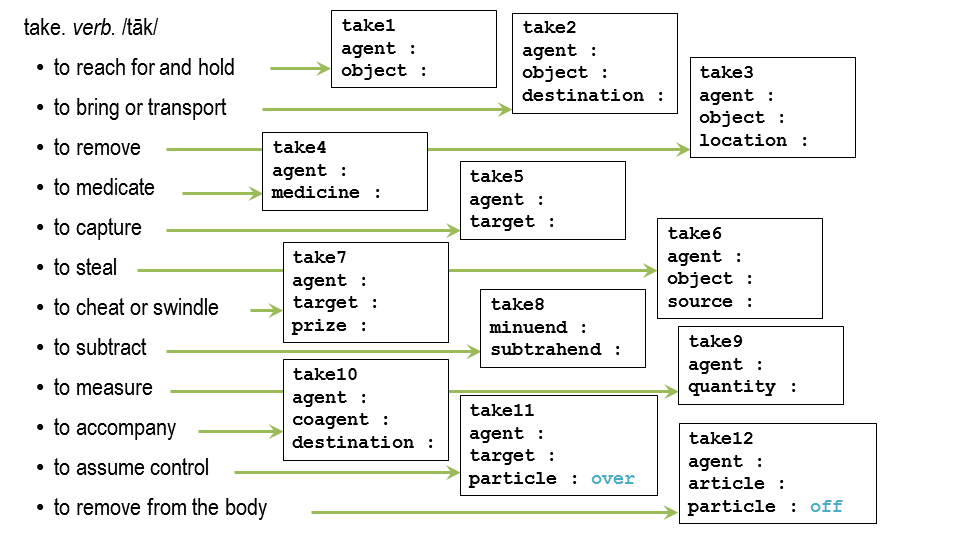 take. verb. /tāk/
• to reach for and hold
• to bring or transport
• to remove
• to medicate
• to capture
• to steal
• to cheat or swindle
• to subtract
• to measure
• to accompany
• to assume control
• to remove from the body
take1
agent :
object :
take2
agent :
object :
destination :
take3
agent :
object :
location :
take4
agent :
medicine :
take5
agent :
target :
take6
agent :
object :
source :
take7
agent :
target :
prize :
take8
minuend :
subtrahend :
take9
agent :
quantity :
take10
agent :
coagent :
destination :
take11
agent :
target :
particle : over
take12
agent :
article :
particle : off